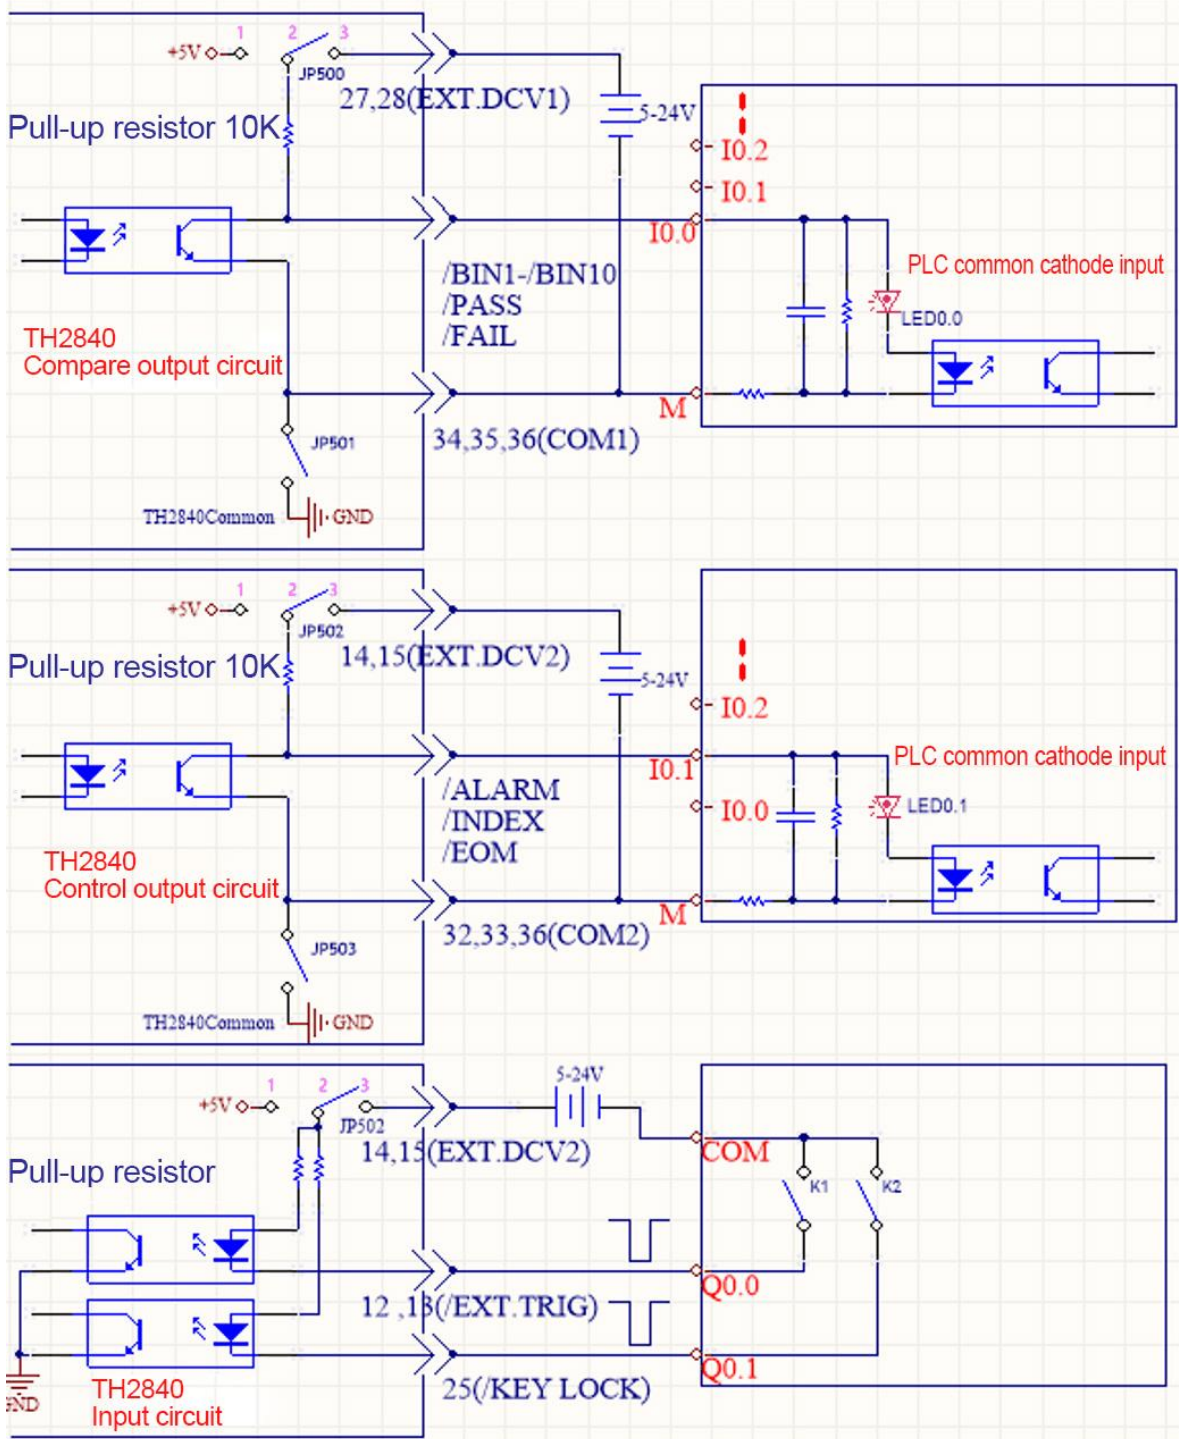 1 2 3
+5V
JP500
27,28(EXT.DCV1)
Pull-up resistor 10K
5-24V
I0.2
I0.1
I0.0
/BIN1-/BIN10
/PASS
/FAIL
PLC common cathode input
LED0.0
TH2840
Compare output circuit
M
JP501
34,35,36(COM1)
TH2840Common
GND
1 2 3
+5V
JP502
14,15(EXT.DCV2)
Pull-up resistor 10K
5-24V
I0.2
I0.1
I0.0
PLC common cathode input
LED0.1
/ALARM
/INDEX
/EOM
TH2840
Control output circuit
M
32,33,36(COM2)
JP503
TH2840Common
GND
1 2 3
+5V
JP502
5-24V
14,15(EXT.DCV2)
COM
Pull-up resistor
K1
K2
Q0.0
12 ,13(/EXT.TRIG)
Q0.1
25(/KEY LOCK)
GND
TH2840
Input circuit